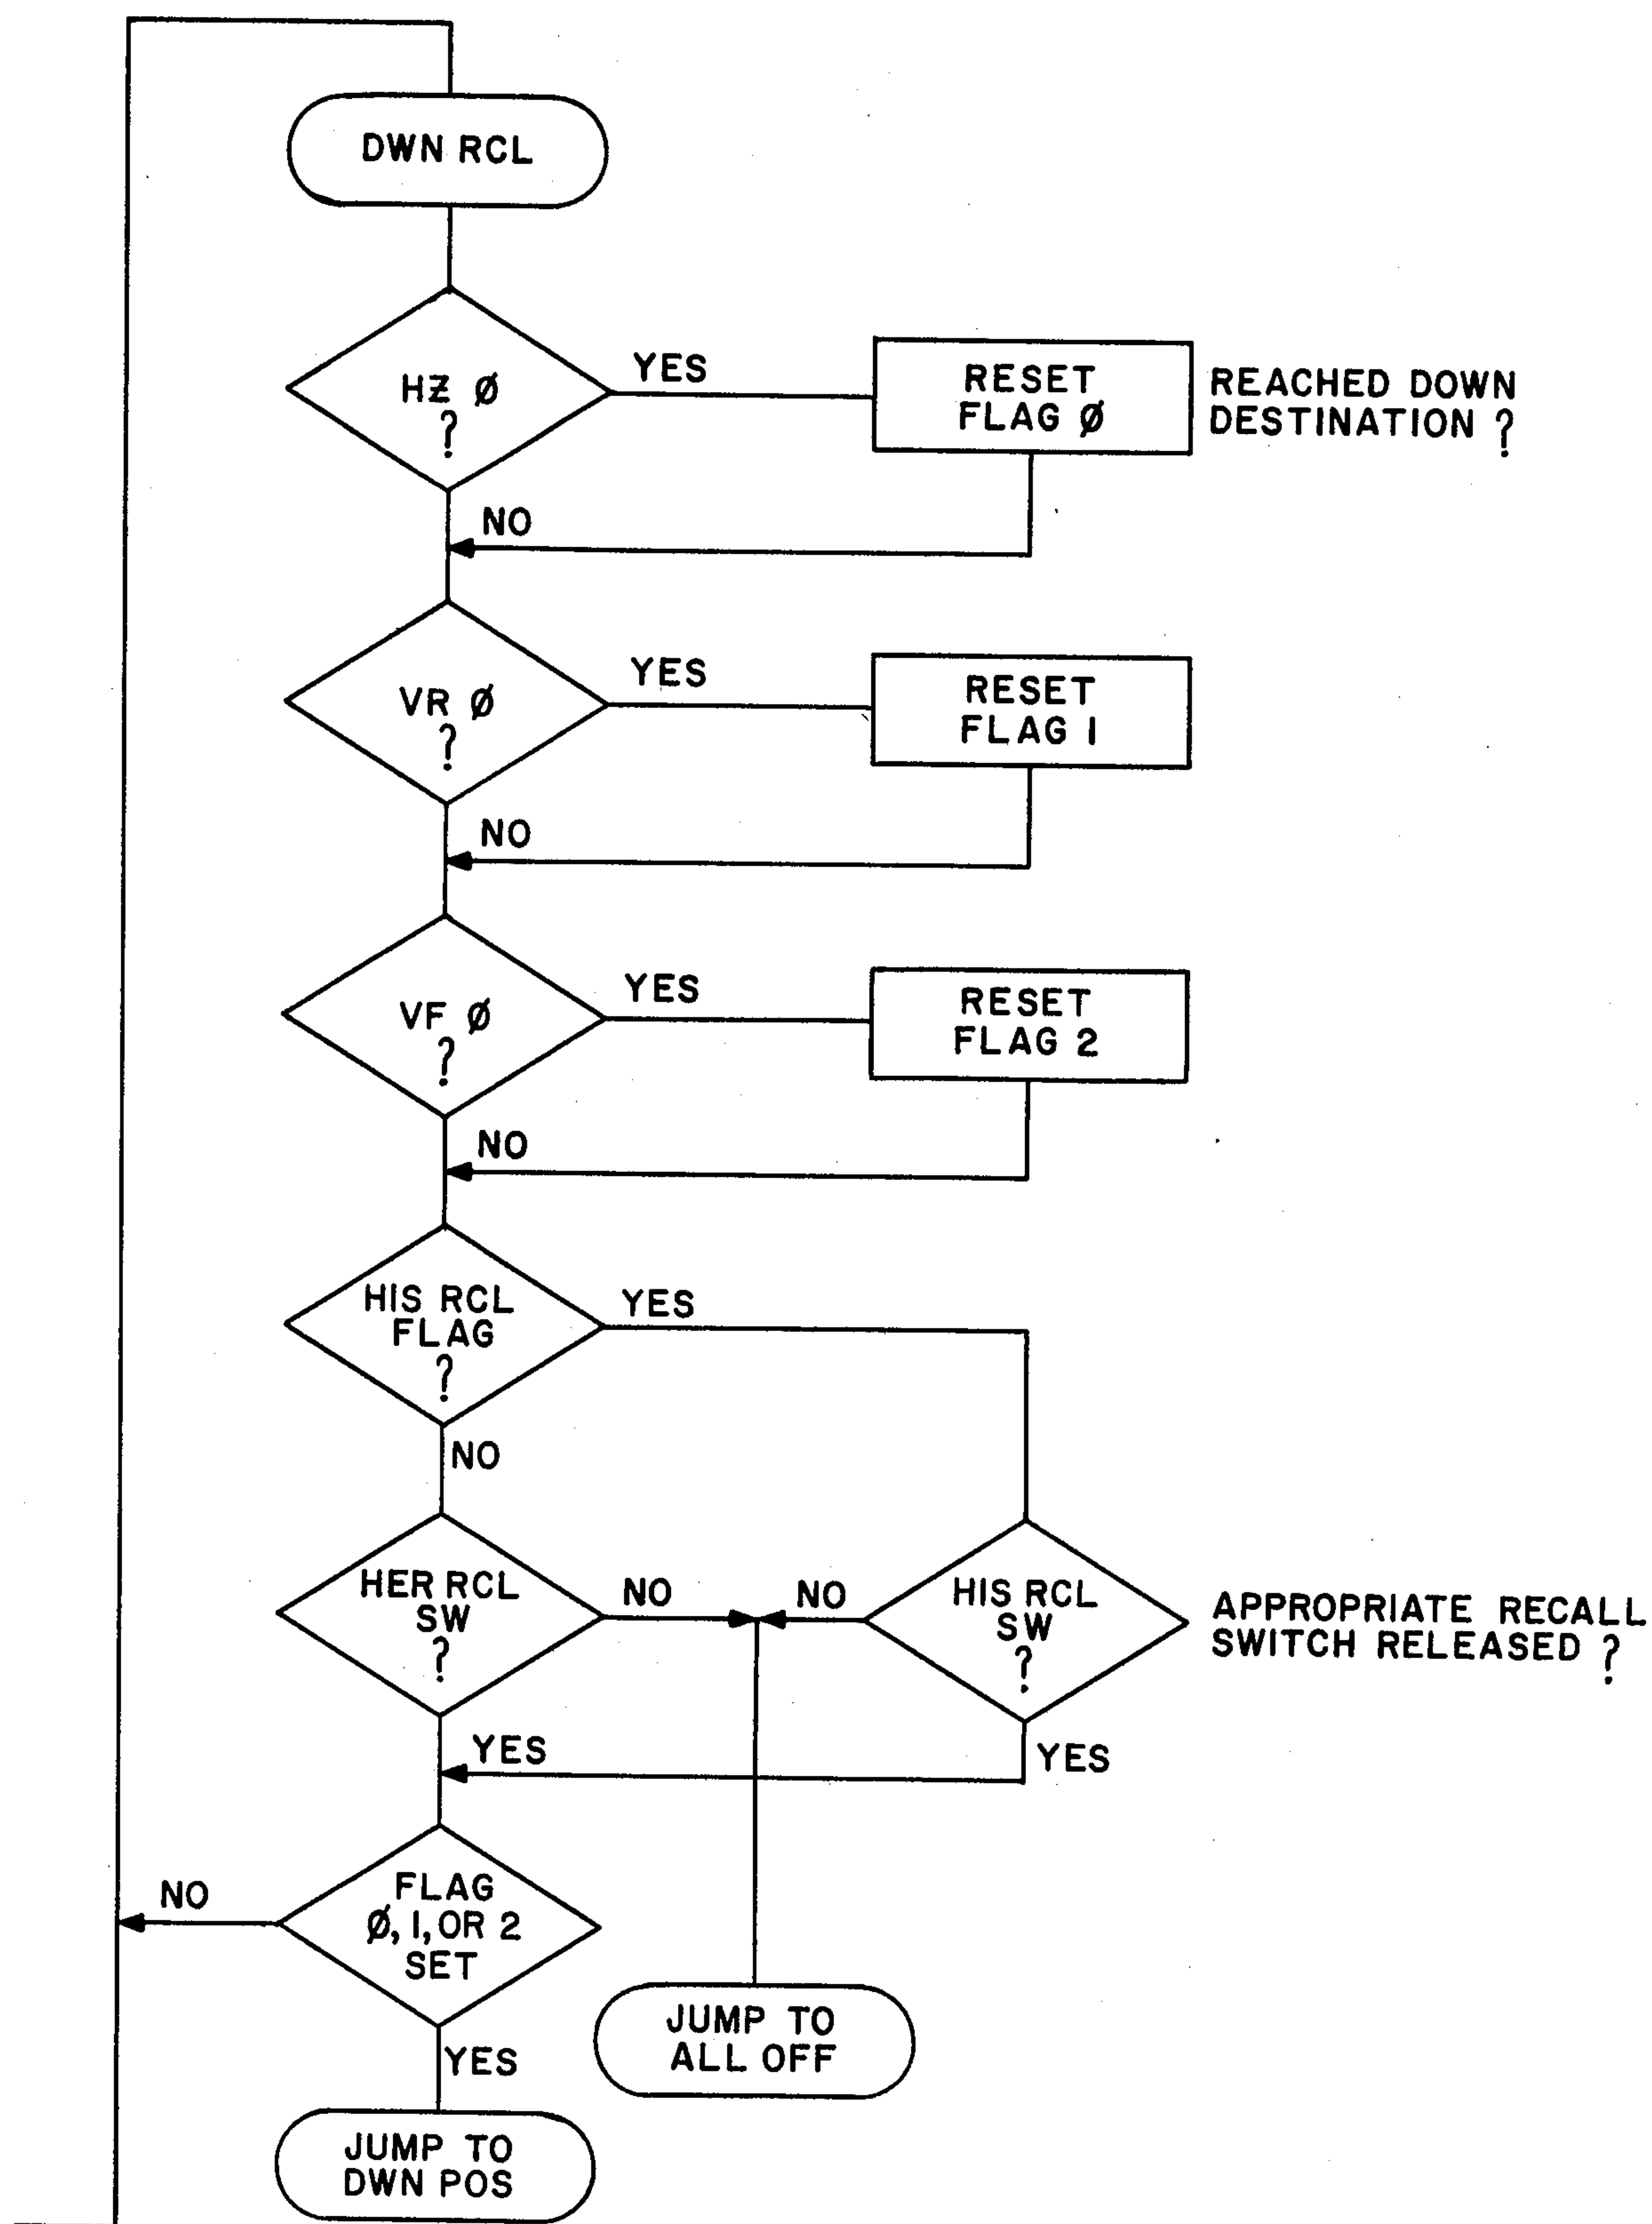 DWN RCL
HZ Ø
?
YES
RESET
FLAG Ø
REACHED DOWN
DESTINATION ?
NO
VR Ø
?
YES
RESET
FLAG 1
NO
VF Ø
?
YES
RESET
FLAG 2
NO
HIS RCL
FLAG
?
YES
NO
HER RCL
SW
?
NO
NO
HIS RCL
SW
?
APPROPRIATE RECALL
SWITCH RELEASED ?
YES
YES
FLAG
Ø, 1, OR 2
SET
NO
YES
JUMP TO
ALL OFF
JUMP TO
DWN POS